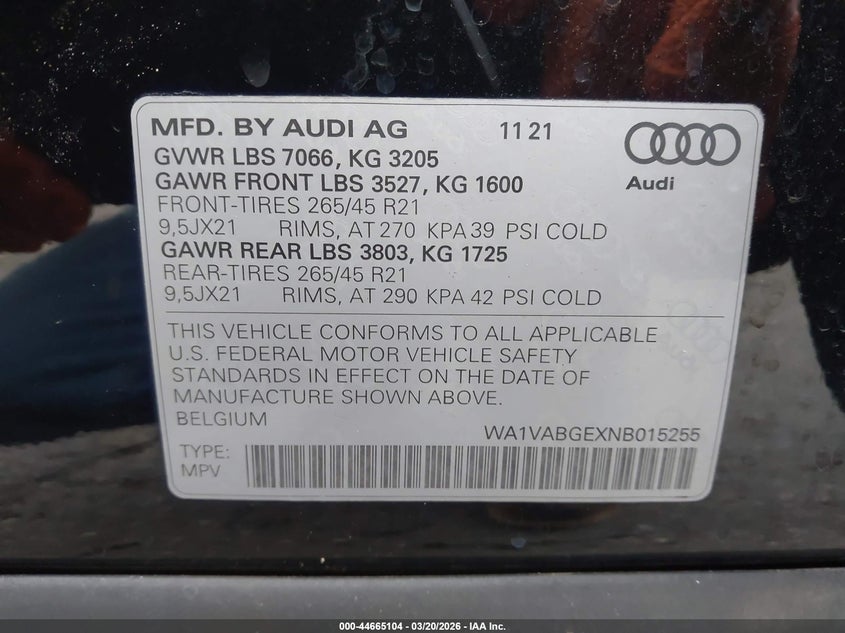 MFD. BY AUDI AG 11 21
GVWR LBS 7066, KG 3205
GAWR FRONT LBS 3527, KG 1600
Audi
FRONT-TIRES 265/45 R21
9,5JX21 RIMS, AT 270 KPA 39 PSI COLD
GAWR REAR LBS 3803, KG 1725
REAR-TIRES 265/45 R21
9,5JX21 RIMS, AT 290 KPA 42 PSI COLD
THIS VEHICLE CONFORMS TO ALL APPLICABLE
U.S. FEDERAL MOTOR VEHICLE SAFETY
STANDARDS IN EFFECT ON THE DATE OF
MANUFACTURE SHOWN ABOVE.
BELGIUM
WA1VABGEXNB015255
TYPE:
MPV
000-44665104 - 03/20/2026 - IAA Inc.